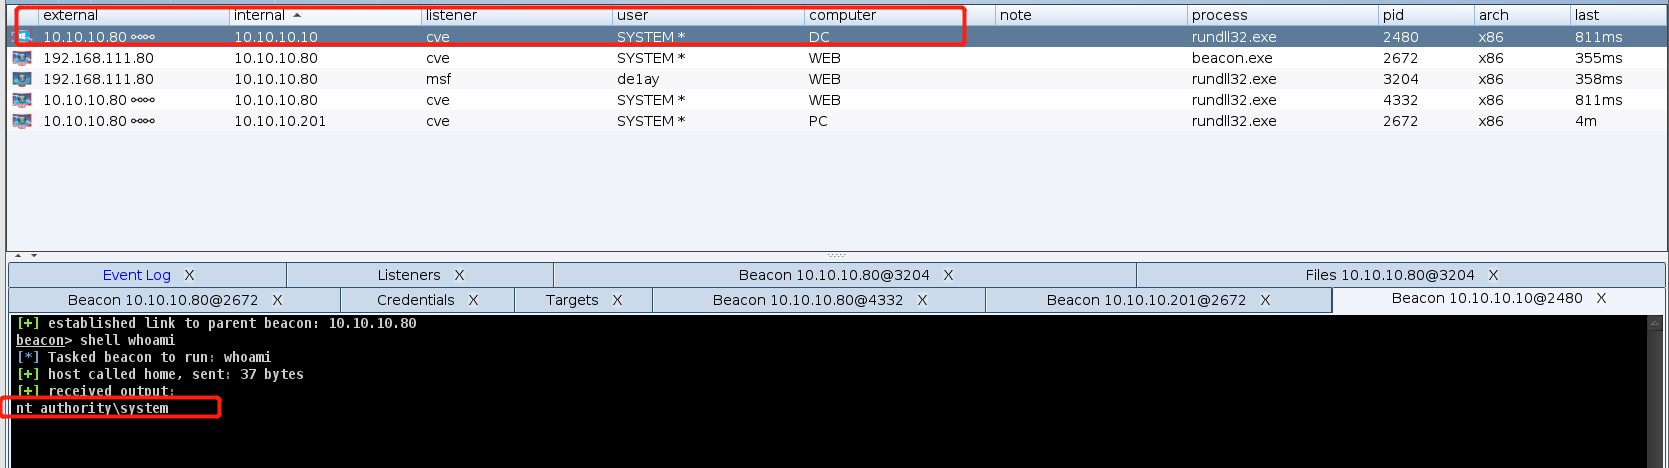 external internal listener user computer note process pid arch last
10.10.10.80 10.10.10.10 cve SYSTEM * DC rundll32.exe 2480 x86 811ms
192.168.111.80 10.10.10.80 cve SYSTEM * WEB beacon.exe 2672 x86 355ms
192.168.111.80 10.10.10.80 msf de1ay WEB rundll32.exe 3204 x86 358ms
10.10.10.80 10.10.10.80 cve SYSTEM * WEB rundll32.exe 4332 x86 811ms
10.10.10.80 10.10.10.201 cve SYSTEM * PC rundll32.exe 2672 x86 4m
Event Log X Listeners X Beacon 10.10.10.80@3204 X Files 10.10.10.80@3204 X
Beacon 10.10.10.80@2672 X Credentials X Targets X Beacon 10.10.10.80@4332 X Beacon 10.10.10.201@2672 X Beacon 10.10.10.10@2480 X
[+] established link to parent beacon: 10.10.10.80
beacon> shell whoami
[*] Tasked beacon to run: whoami
[+] host called home, sent: 37 bytes
[+] received output:
nt authority\system